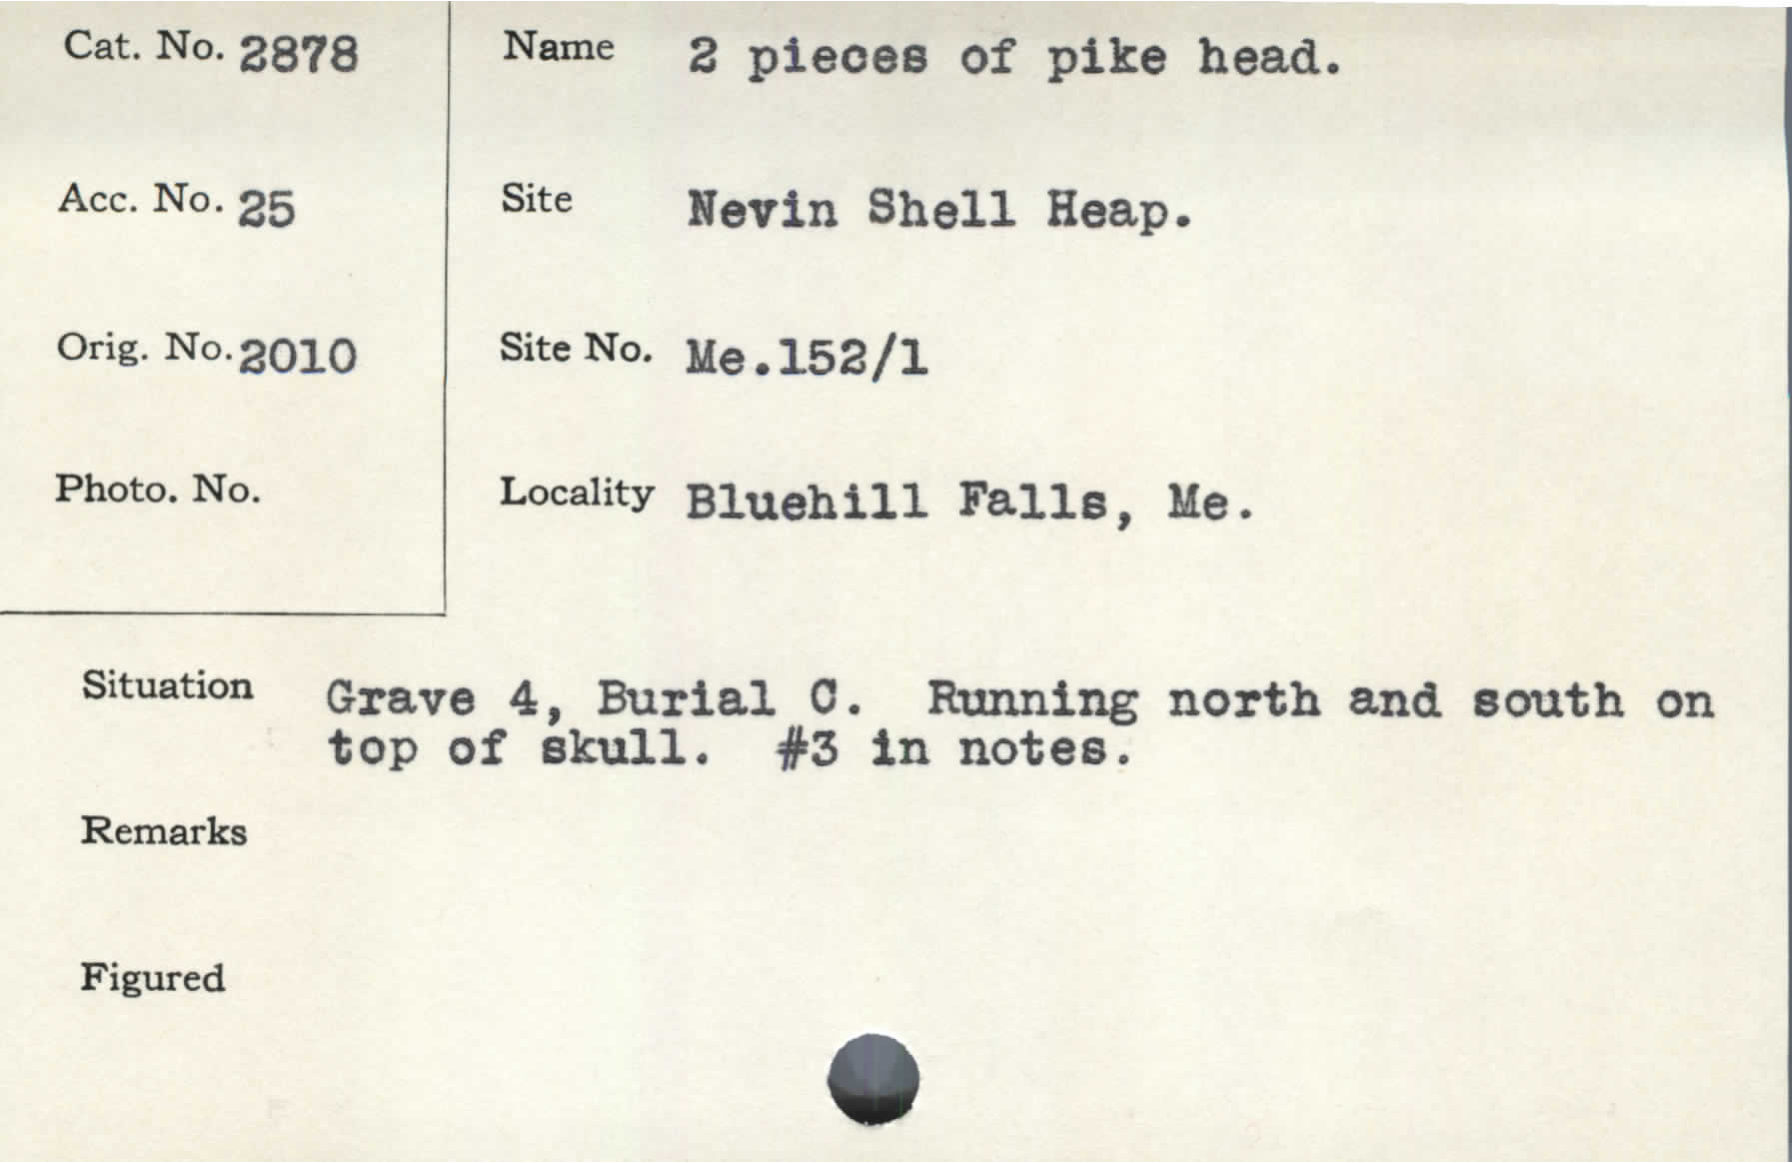 Cat. No. 2878
Name 2 pieces of pike head.
Acc. No. 25
Site Nevin Shell Heap.
Orig. No. 2010
Site No. Me.152/1
Photo. No.
Locality Bluehill Falls, Me.
Situation Grave 4, Burial C. Running north and south on
top of skull. #3 in notes.
Remarks
Figured